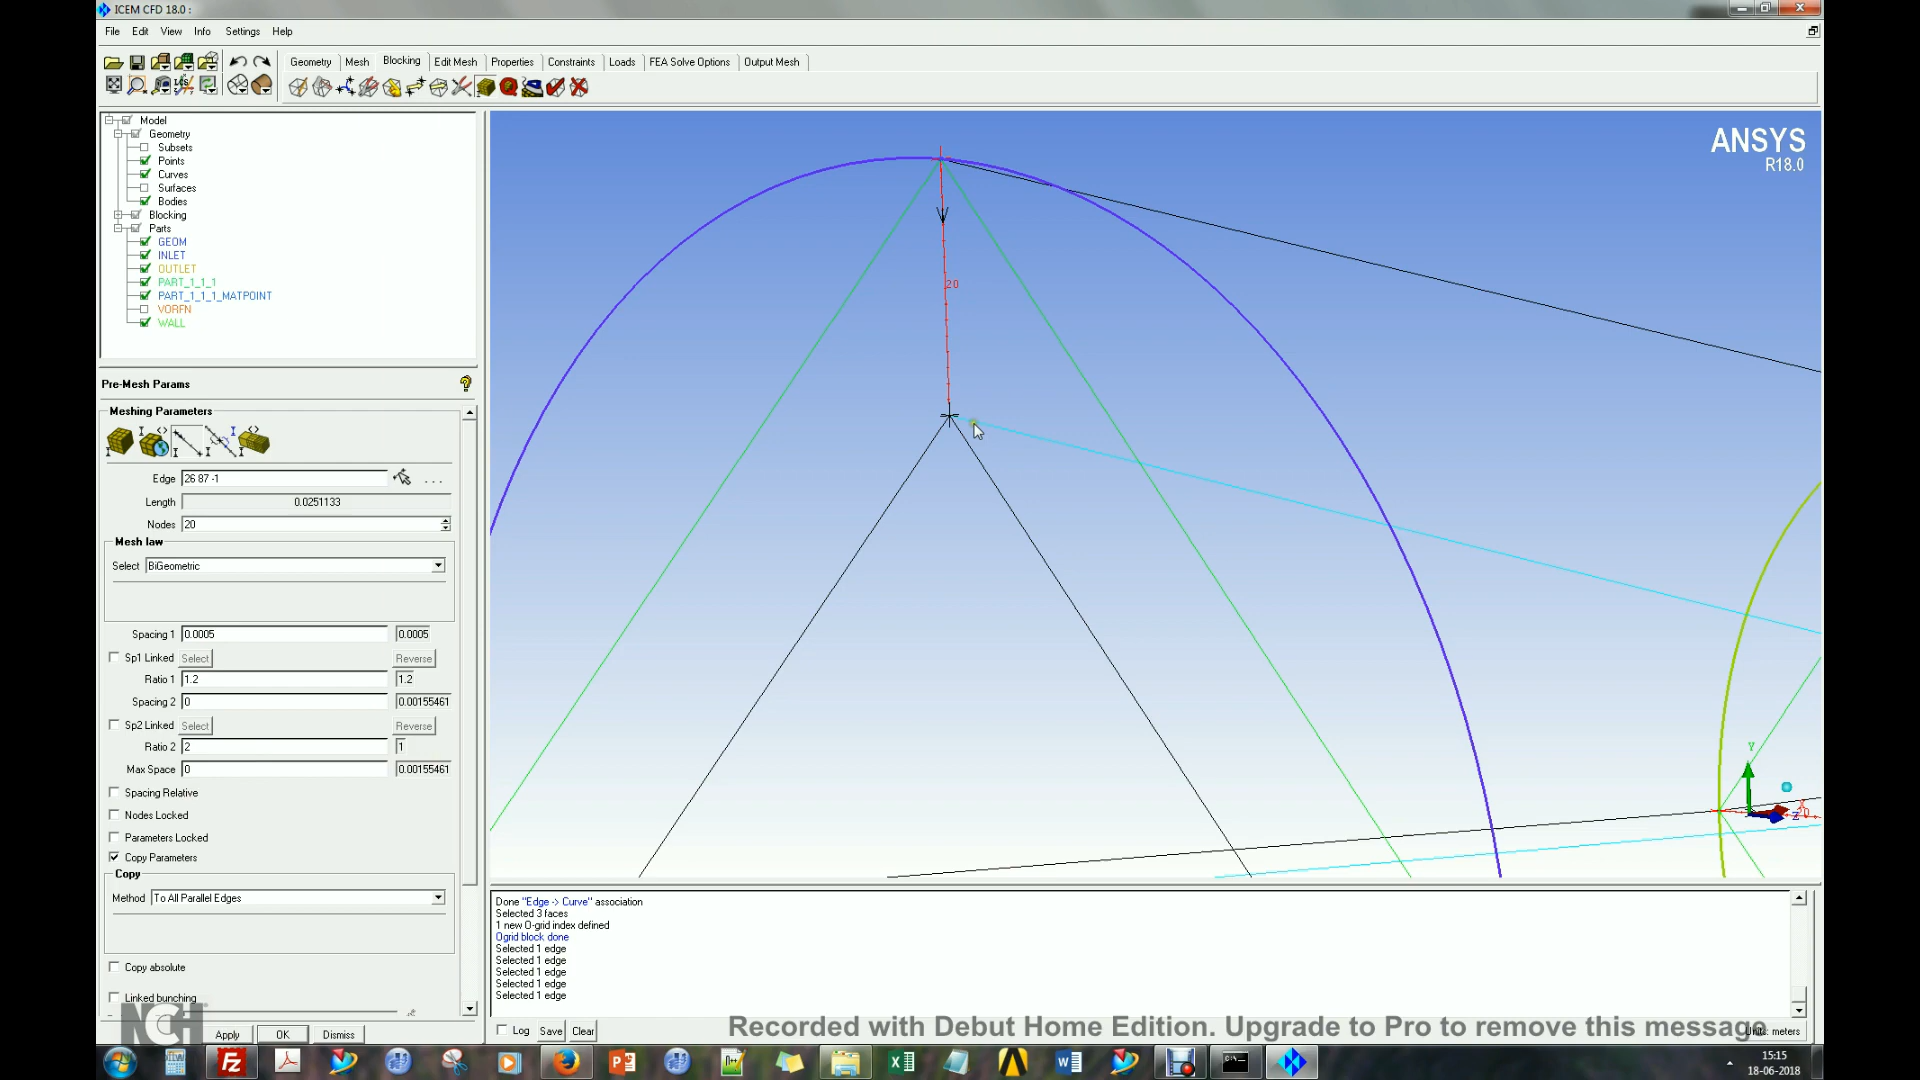 ICEM CFD 18.0 :
File Edit View Info Settings Help
Geometry Mesh Blocking Edit Mesh Properties Constraints Loads FEA Solve Options Output Mesh
Model
Geometry
Subsets
Points
Curves
Surfaces
Bodies
Blocking
Parts
GEOM
INLET
OUTLET
PART_1_1_1
PART_1_1_1_MATPOINT
VORFN
WALL
Pre-Mesh Params
Meshing Parameters
Edge 26 87 -1 ...
Length 0.0251133
Nodes 20
Mesh law
Select BiGeometric
Spacing 1 0.0005 0.0005
Sp1 Linked Select Reverse
Ratio 1 1.2 1.2
Spacing 2 0 0.00155461
Sp2 Linked Select Reverse
Ratio 2 2 1
Max Space 0 0.00155461
Spacing Relative
Nodes Locked
Parameters Locked
Copy Parameters
Copy
Method To All Parallel Edges
Copy absolute
Linked bunching
NCH
Apply OK Dismiss
ANSYS
R18.0
20
Y
Z
Done "Edge -> Curve" association
Selected 3 faces
1 new O-grid index defined
Ogrid block done
Selected 1 edge
Selected 1 edge
Selected 1 edge
Selected 1 edge
Selected 1 edge
Log Save Clear
Recorded with Debut Home Edition. Upgrade to Pro to remove this message
Units: meters
15:15
18-06-2018